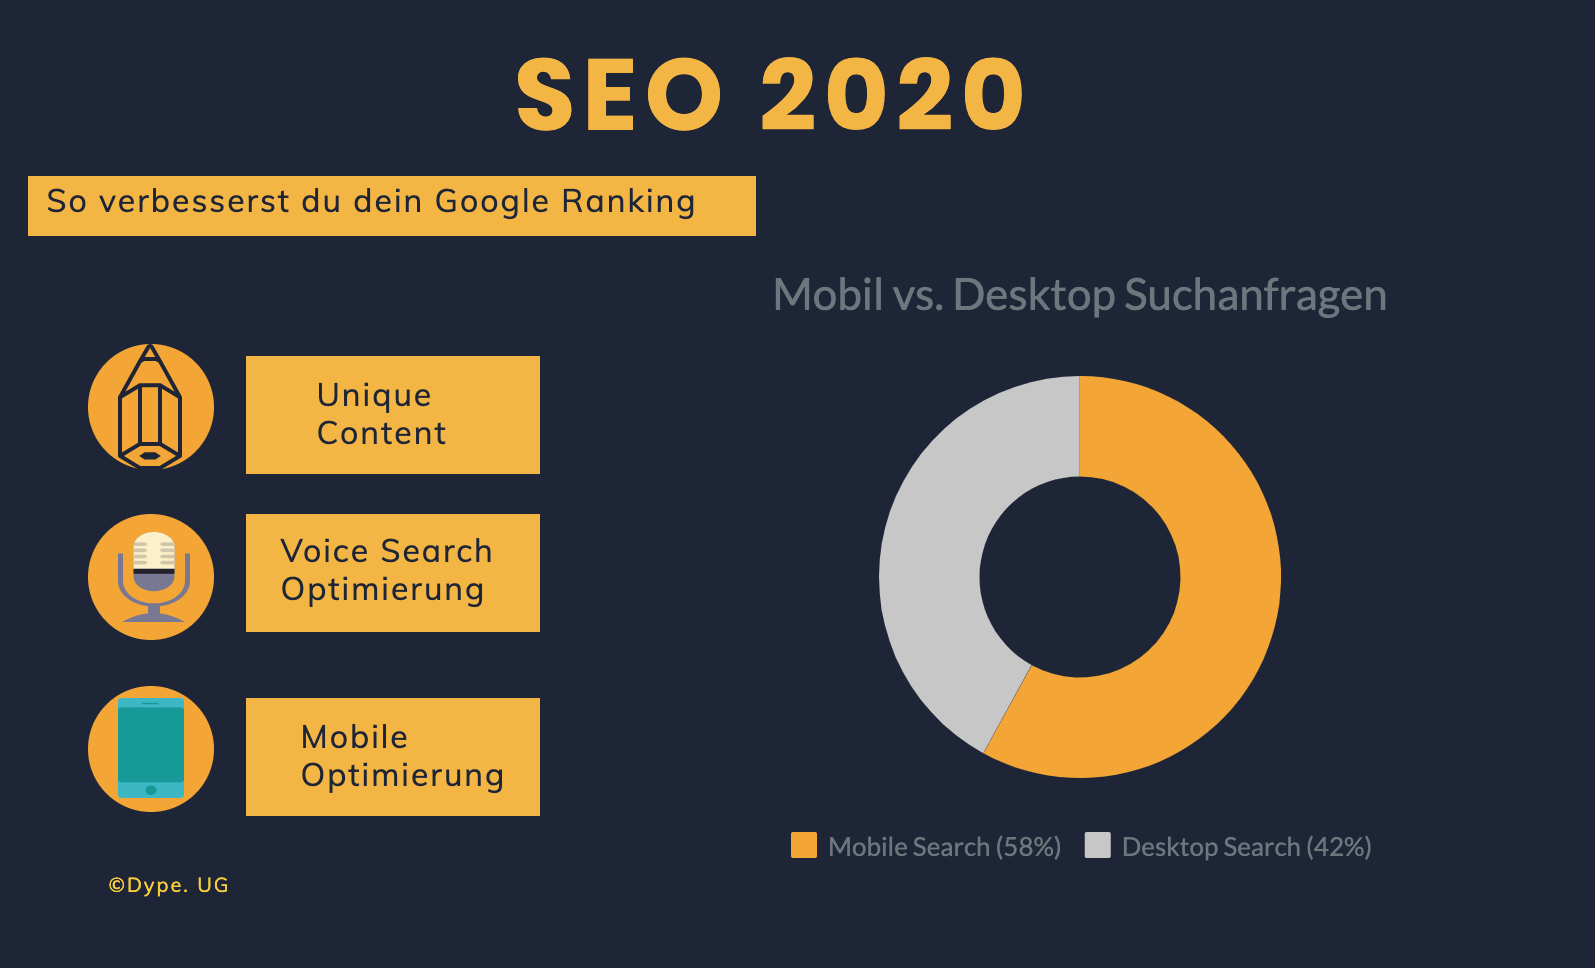 SEO 2020
So verbesserst du dein Google Ranking
Unique
Content
Voice Search
Optimierung
Mobile
Optimierung
©Dype. UG
Mobil vs. Desktop Suchanfragen
Mobile Search (58%) Desktop Search (42%)